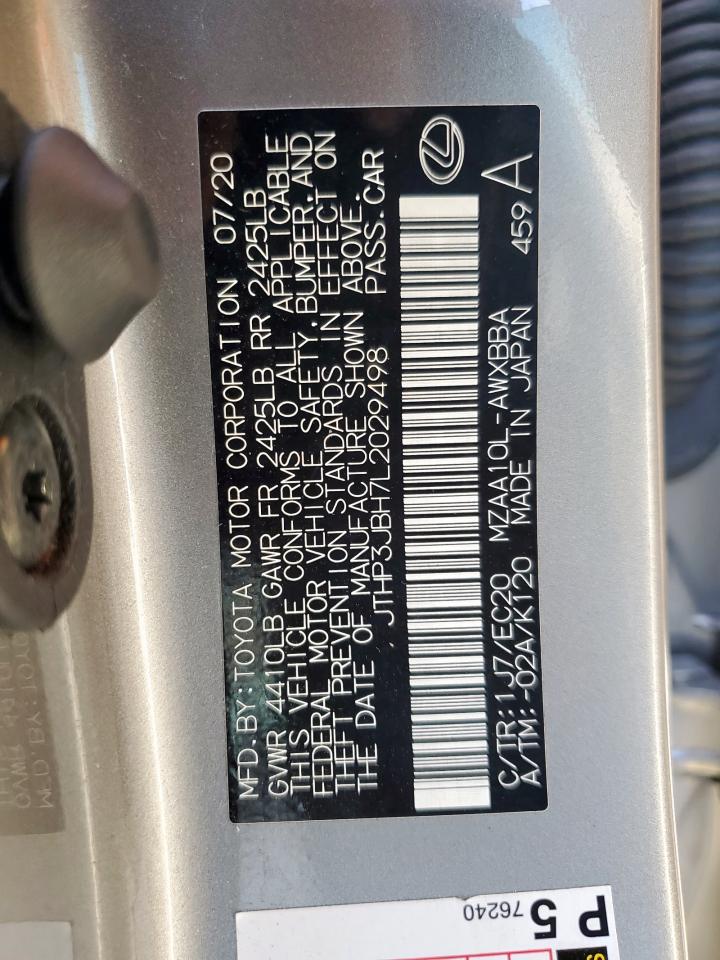 MFD.BY:TOYOTA MOTOR CORPORATION 07/20
GVWR 4410LB GAWR FR 2425LB RR 2425LB
THIS VEHICLE CONFORMS TO ALL APPLICABLE
FEDERAL MOTOR VEHICLE SAFETY,BUMPER,AND
THEFT PREVENTION STANDARDS IN EFFECT ON
THE DATE OF MANUFACTURE SHOWN ABOVE.
JTHP3JBH7L2029498 PASS.CAR
C/TR:1J7/EC20 MZAA10L-AWXBBA
A/TM:-02A/K120 MADE IN JAPAN 459 A
76240
P 5